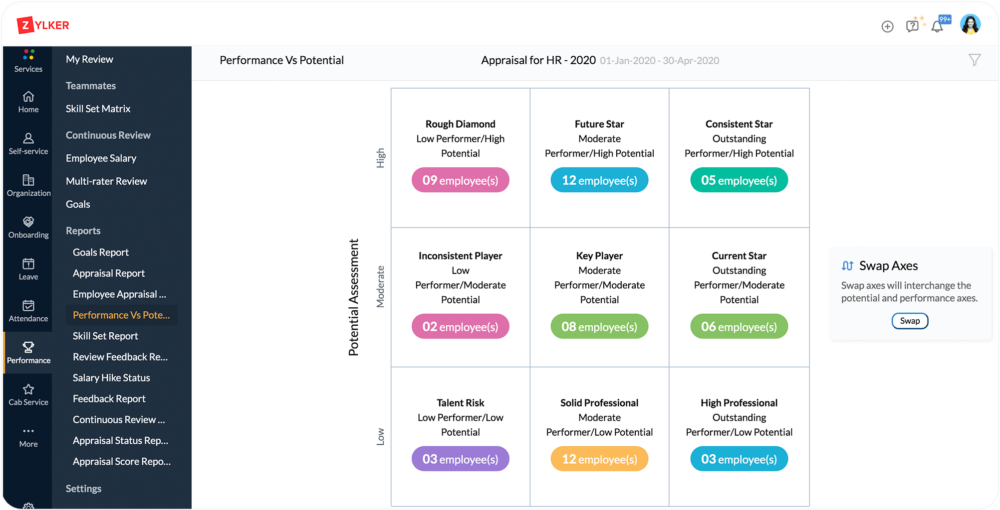 Z YLKER
99+
Services
Home
Self-service
Organization
Onboarding
Leave
Attendance
Performance
Cab Service
More
My Review
Teammates
Skill Set Matrix
Continuous Review
Employee Salary
Multi-rater Review
Goals
Reports
Goals Report
Appraisal Report
Employee Appraisal ...
Performance Vs Pote...
Skill Set Report
Review Feedback Re...
Salary Hike Status
Feedback Report
Continuous Review ...
Appraisal Status Rep...
Appraisal Score Repo...
Settings
Performance Vs Potential
Appraisal for HR - 2020 01-Jan-2020 - 30-Apr-2020
Potential Assessment
High
Rough Diamond
Low Performer/High
Potential
09 employee(s)
Future Star
Moderate
Performer/High Potential
12 employee(s)
Consistent Star
Outstanding
Performer/High Potential
05 employee(s)
Moderate
Inconsistent Player
Low
Performer/Moderate
Potential
02 employee(s)
Key Player
Moderate
Performer/Moderate
Potential
08 employee(s)
Current Star
Outstanding
Performer/Moderate
Potential
06 employee(s)
Low
Talent Risk
Low Performer/Low
Potential
03 employee(s)
Solid Professional
Moderate
Performer/Low Potential
12 employee(s)
High Professional
Outstanding
Performer/Low Potential
03 employee(s)
Swap Axes
Swap axes will interchange the
potential and performance axes.
Swap